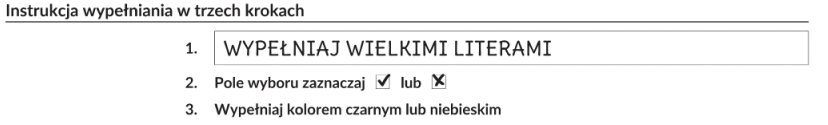 Instrukcja wypełniania w trzech krokach
1. WYPEŁNIAJ WIELKIMI LITERAMI
2. Pole wyboru zaznaczaj ✔ lub ✘
3. Wypełniaj kolorem czarnym lub niebieskim